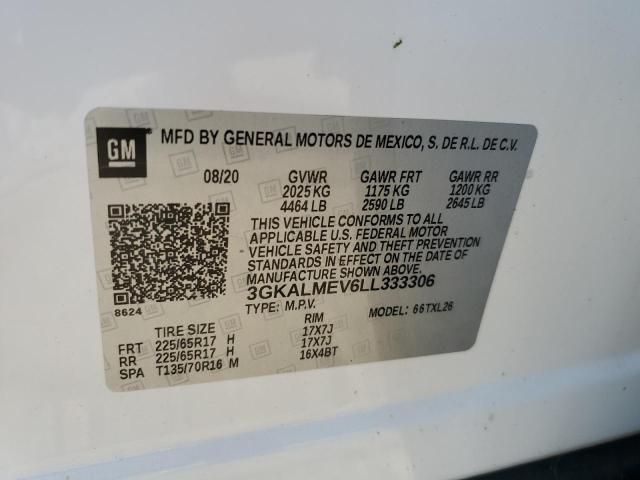 GM MFD BY GENERAL MOTORS DE MEXICO, S. DE R.L. DE C.V.
08/20 GVWR GAWR FRT GAWR RR
2025 KG 1175 KG 1200 KG
4464 LB 2590 LB 2645 LB
THIS VEHICLE CONFORMS TO ALL
APPLICABLE U.S. FEDERAL MOTOR
VEHICLE SAFETY AND THEFT PREVENTION
STANDARDS IN EFFECT ON THE DATE OF
MANUFACTURE SHOWN ABOVE.
8624 3GKALMEV6LL333306
TYPE: M.P.V. MODEL: 66TXL26
TIRE SIZE RIM
FRT 225/65R17 H 17X7J
RR 225/65R17 H 17X7J
SPA T135/70R16 M 16X4BT